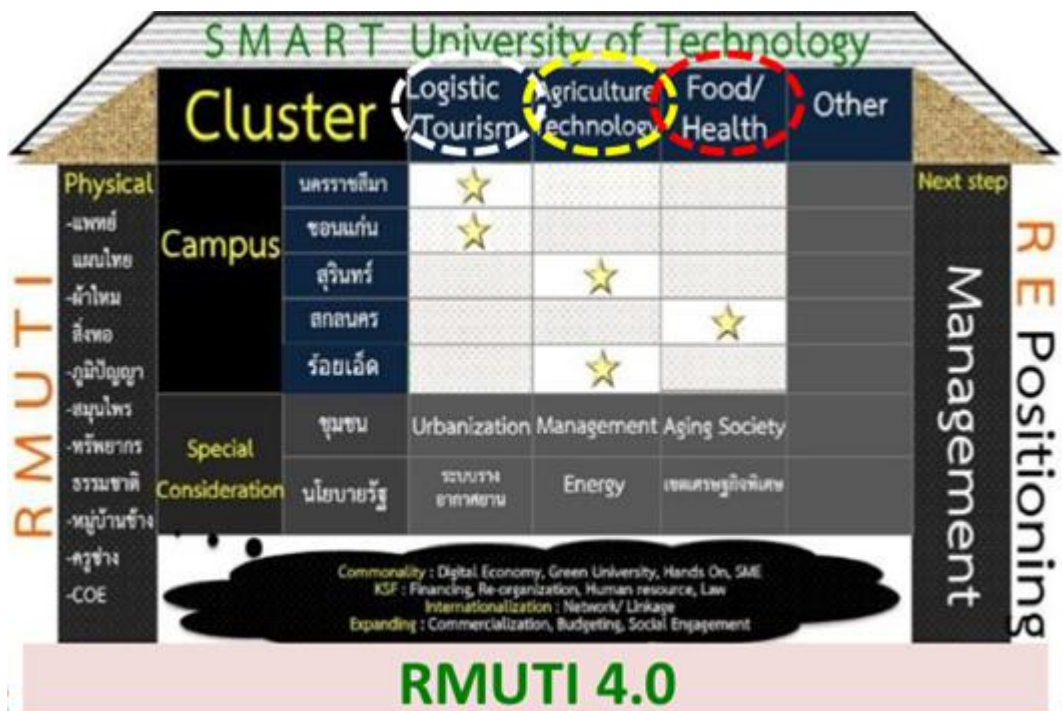 SMART University of Technology
Cluster
Logistic
/Tourism
Agriculture
Technology
Food/
Health
Other
Physical
-แพทย์
แผนไทย
-ผ้าไหม
สิ่งทอ
-ภูมิปัญญา
-สมุนไพร
-ทรัพยากร
ธรรมชาติ
-หมู่บ้านช้าง
-ครูช่าง
-COE
Campus
นครราชสีมา
ขอนแก่น
สุรินทร์
สกลนคร
ร้อยเอ็ด
Special
Consideration
ชุมชน
Urbanization
Management
Aging Society
นโยบายรัฐ
ระบบราง
อากาศยาน
Energy
เขตเศรษฐกิจพิเศษ
Next step
Management
RMUTI
RE Positioning
Commonality : Digital Economy, Green University, Hands On, SME
KSF : Financing, Re-organization, Human resource, Law
Internationalization : Network/ Linkage
Expanding : Commercialization, Budgeting, Social Engagement
RMUTI 4.0